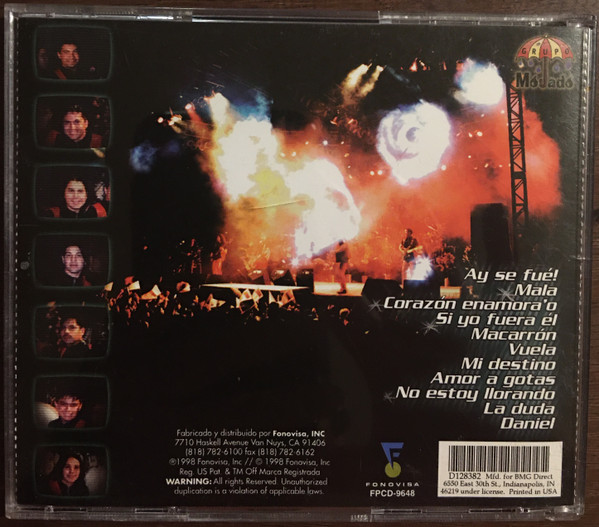 GRUPO
Mojado
Ay se fué!
Mala
Corazón enamora'o
Si yo fuera él
Macarrón
Vuela
Mi destino
Amor a gotas
No estoy llorando
La duda
Daniel
Fabricado y distribuido por Fonovisa, INC
7710 Haskell Avenue Van Nuys, CA 91406
(818) 782-6100 fax (818) 782-6162
℗1998 Fonovisa, Inc // © 1998 Fonovisa, Inc
Reg. US Pat. & TM Off Marca Registrada
WARNING: All rights Reserved. Unauthorized
duplication is a violation of applicable laws.
FONOVISA
FPCD-9648
D128382 Mfd. for BMG Direct
6550 East 30th St., Indianapolis, IN
46219 under license. Printed in USA